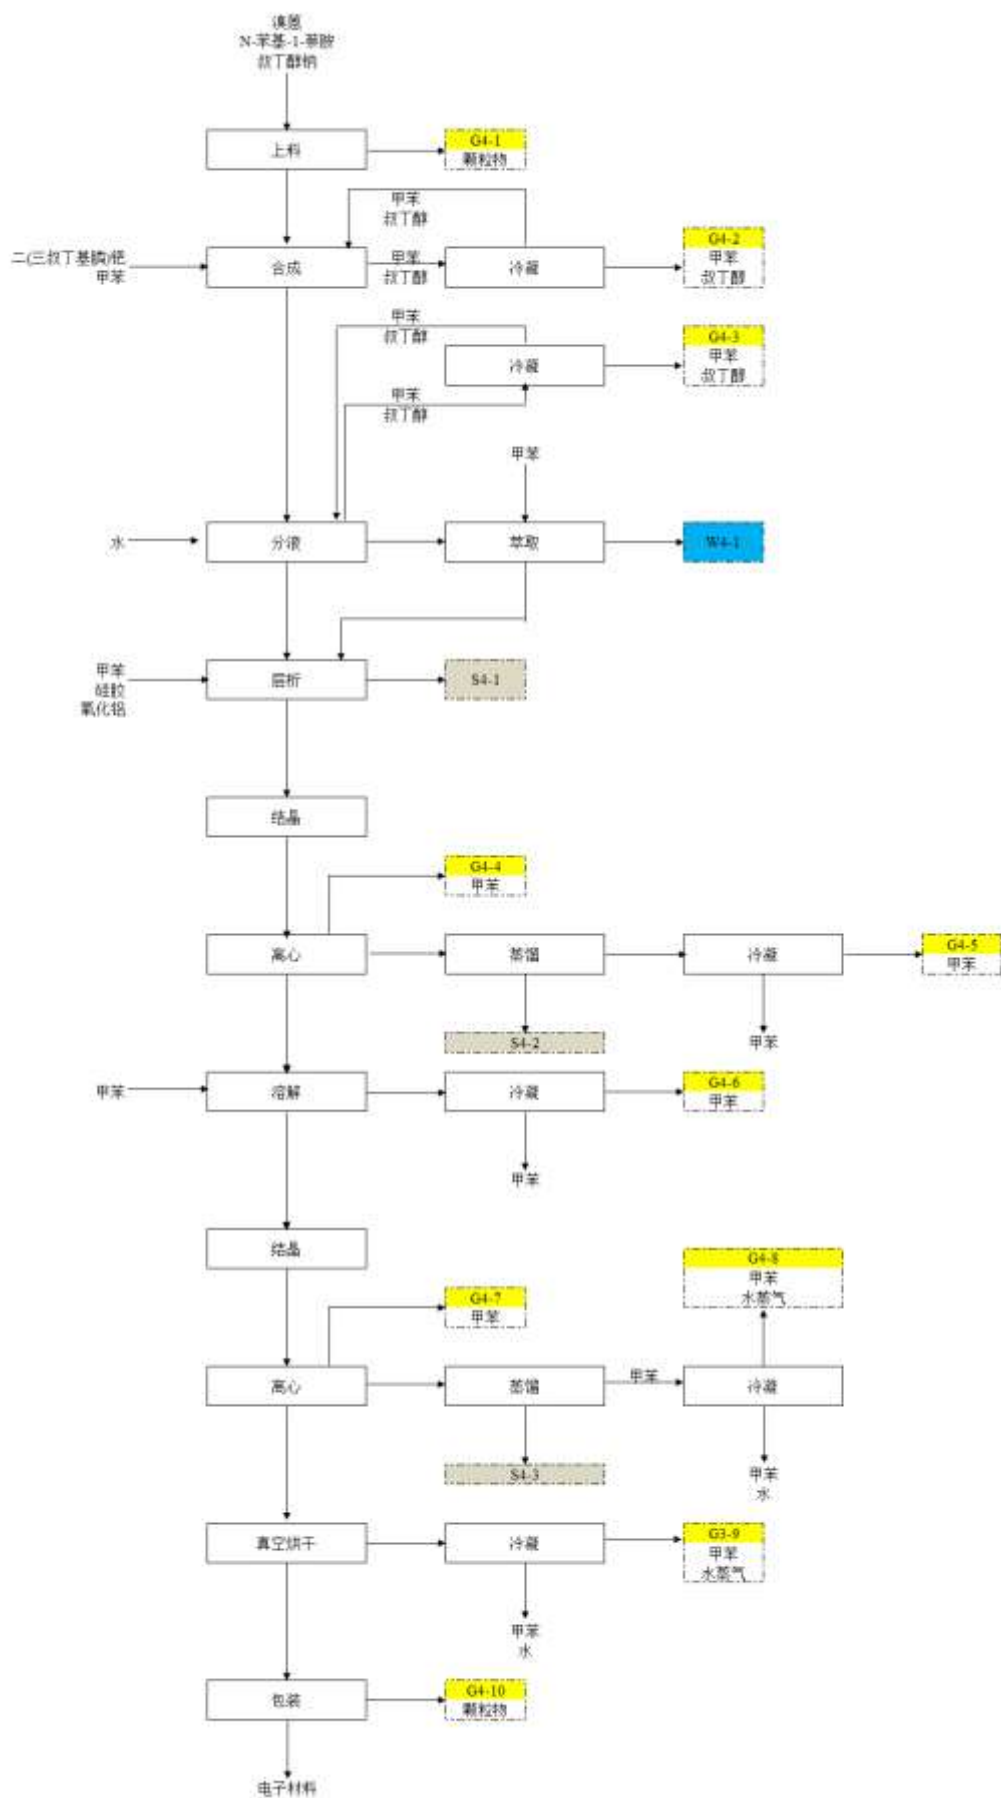 溴蒽
N-苯基-1-萘胺
叔丁醇钠
上料
G4-1
颗粒物
甲苯
叔丁醇
二(三叔丁基膦)钯
甲苯
合成
甲苯
叔丁醇
冷凝
G4-2
甲苯
叔丁醇
甲苯
叔丁醇
冷凝
G4-3
甲苯
叔丁醇
甲苯
叔丁醇
甲苯
水
分液
萃取
W4-1
甲苯
硅胶
氧化铝
层析
S4-1
结晶
G4-4
甲苯
离心
蒸馏
冷凝
G4-5
甲苯
S4-2
甲苯
甲苯
溶解
冷凝
G4-6
甲苯
甲苯
结晶
G4-8
甲苯
水蒸气
G4-7
甲苯
离心
蒸馏
甲苯
冷凝
S4-3
甲苯
水
真空烘干
冷凝
G3-9
甲苯
水蒸气
甲苯
水
包装
G4-10
颗粒物
电子材料